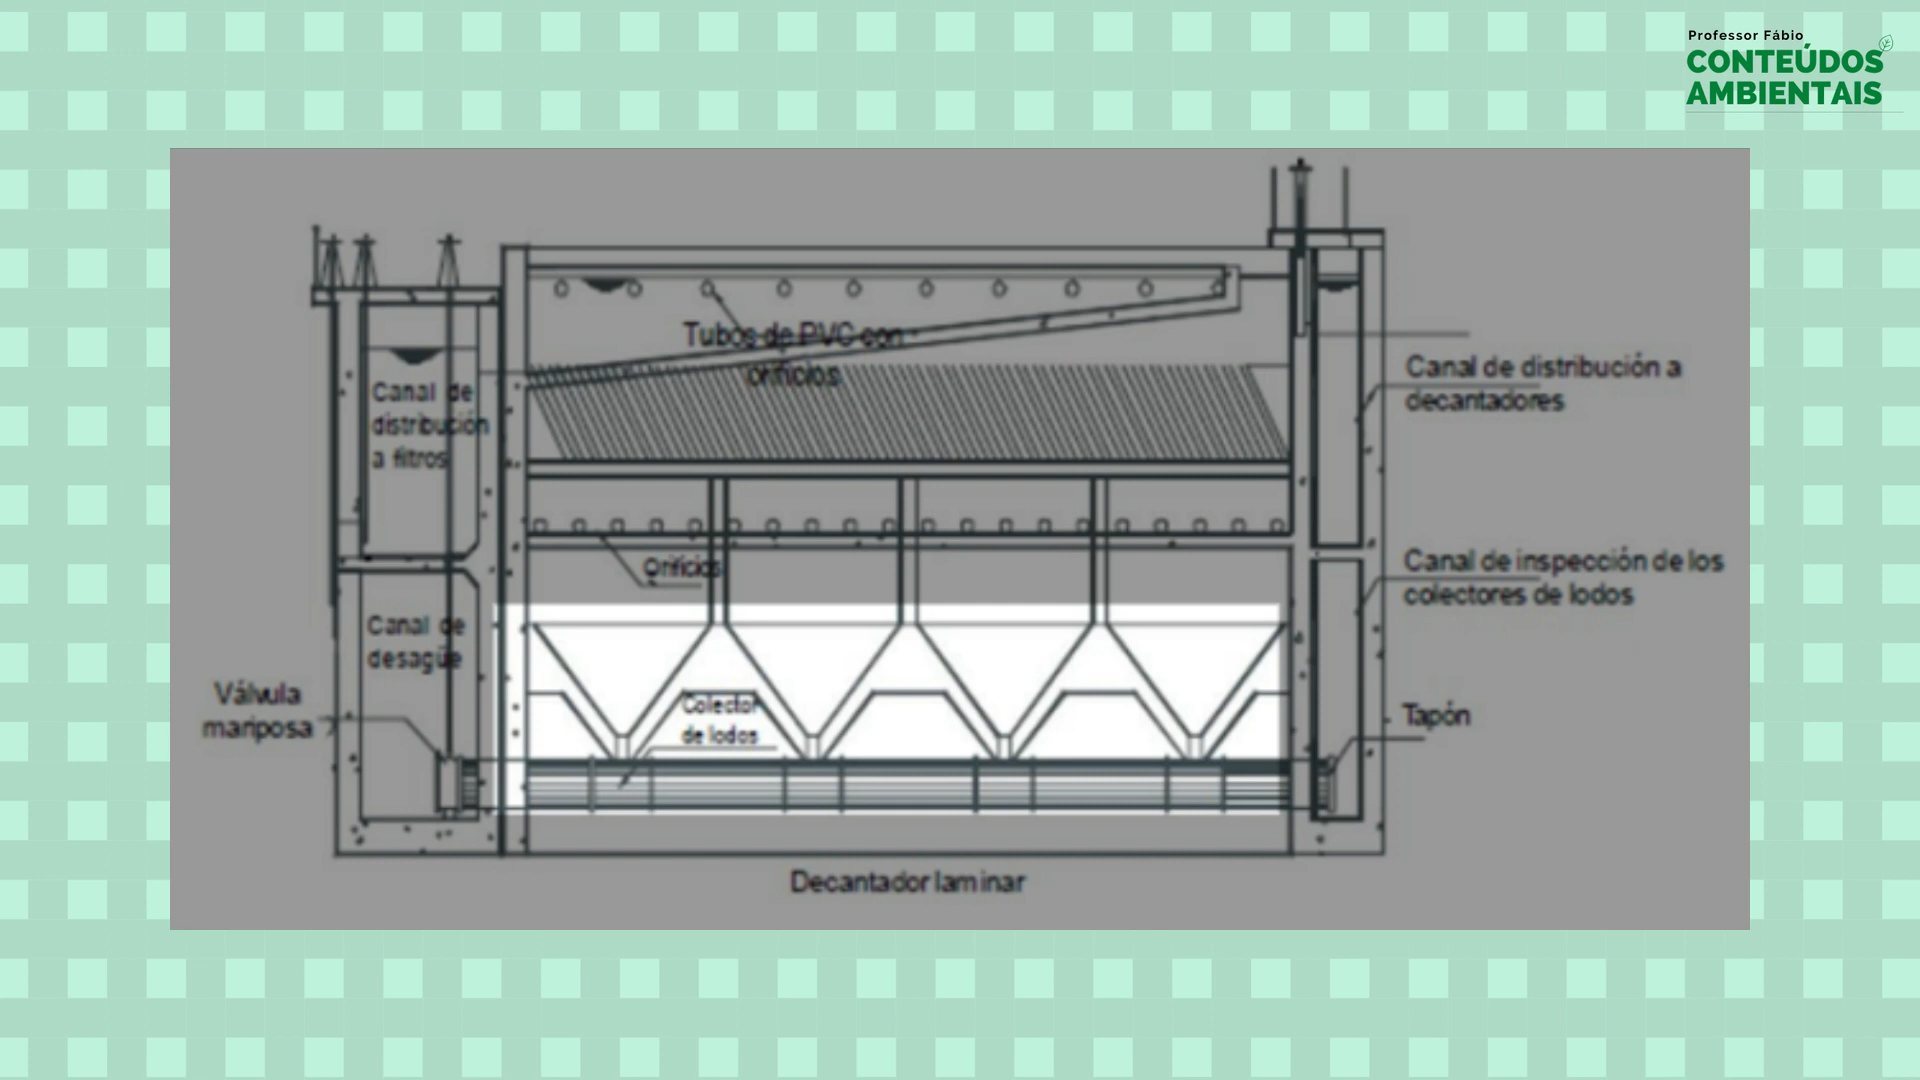 Professor Fábio
CONTEÚDOS
AMBIENTAIS
Tubos de PVC con
orificios
Canal de
distribución
a filtros
Canal de distribución a
decantadores
Orificios
Canal de inspección de los
colectores de lodos
Canal de
desagüe
Válvula
mariposa
Colector
de lodos
Tapón
Decantador laminar